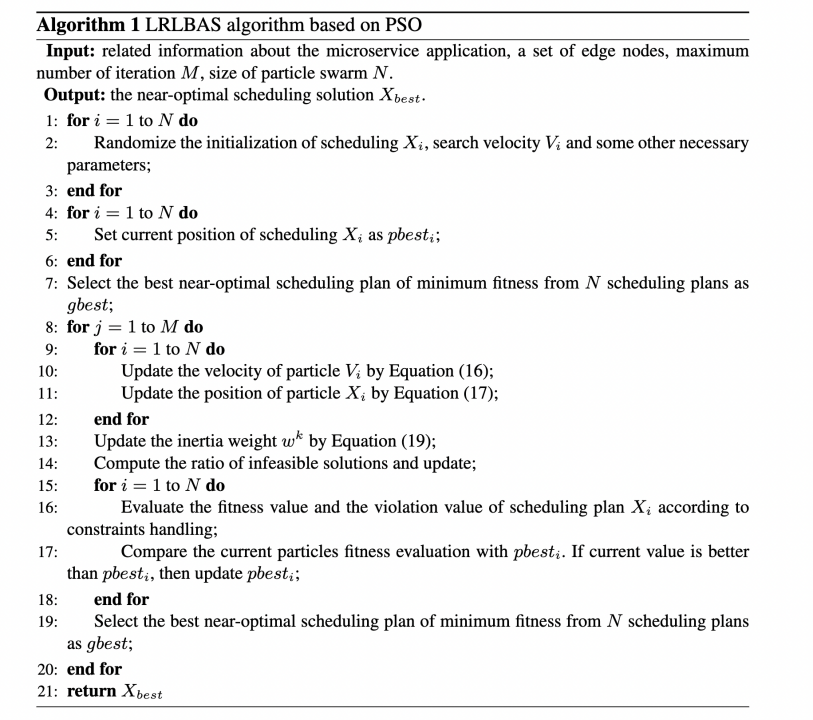 Algorithm 1 LRLBAS algorithm based on PSO
Input: related information about the microservice application, a set of edge nodes, maximum
number of iteration M, size of particle swarm N.
Output: the near-optimal scheduling solution X_{best}.
1: for i = 1 to N do
2: Randomize the initialization of scheduling X_i, search velocity V_i and some other necessary
parameters;
3: end for
4: for i = 1 to N do
5: Set current position of scheduling X_i as pbest_i;
6: end for
7: Select the best near-optimal scheduling plan of minimum fitness from N scheduling plans as
gbest;
8: for j = 1 to M do
9: for i = 1 to N do
10: Update the velocity of particle V_i by Equation (16);
11: Update the position of particle X_i by Equation (17);
12: end for
13: Update the inertia weight w^k by Equation (19);
14: Compute the ratio of infeasible solutions and update;
15: for i = 1 to N do
16: Evaluate the fitness value and the violation value of scheduling plan X_i according to
constraints handling;
17: Compare the current particles fitness evaluation with pbest_i. If current value is better
than pbest_i, then update pbest_i;
18: end for
19: Select the best near-optimal scheduling plan of minimum fitness from N scheduling plans
as gbest;
20: end for
21: return X_{best}